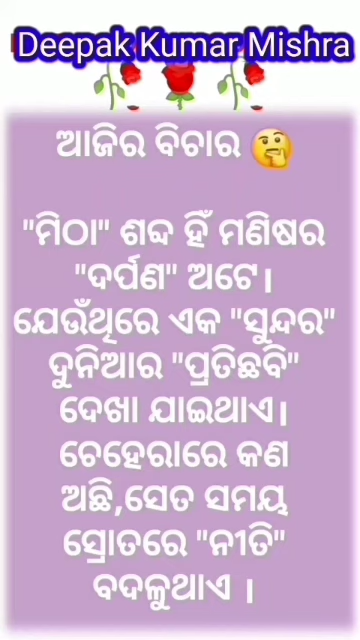 Deepak Kumar Mishra
ଆଜିର ବିଚାର 🤔
"ମିଠା" ଶବ୍ଦ ହିଁ ମଣିଷର
"ଦର୍ପଣ" ଅଟେ।
ଯେଉଁଥିରେ ଏକ "ସୁନ୍ଦର"
ଦୁନିଆର "ପ୍ରତିଛବି"
ଦେଖା ଯାଇଥାଏ।
ଚେହେରାରେ କଣ
ଅଛି,ସେତ ସମୟ
ସ୍ରୋତରେ "ନୀତି"
ବଦଳୁଥାଏ ।